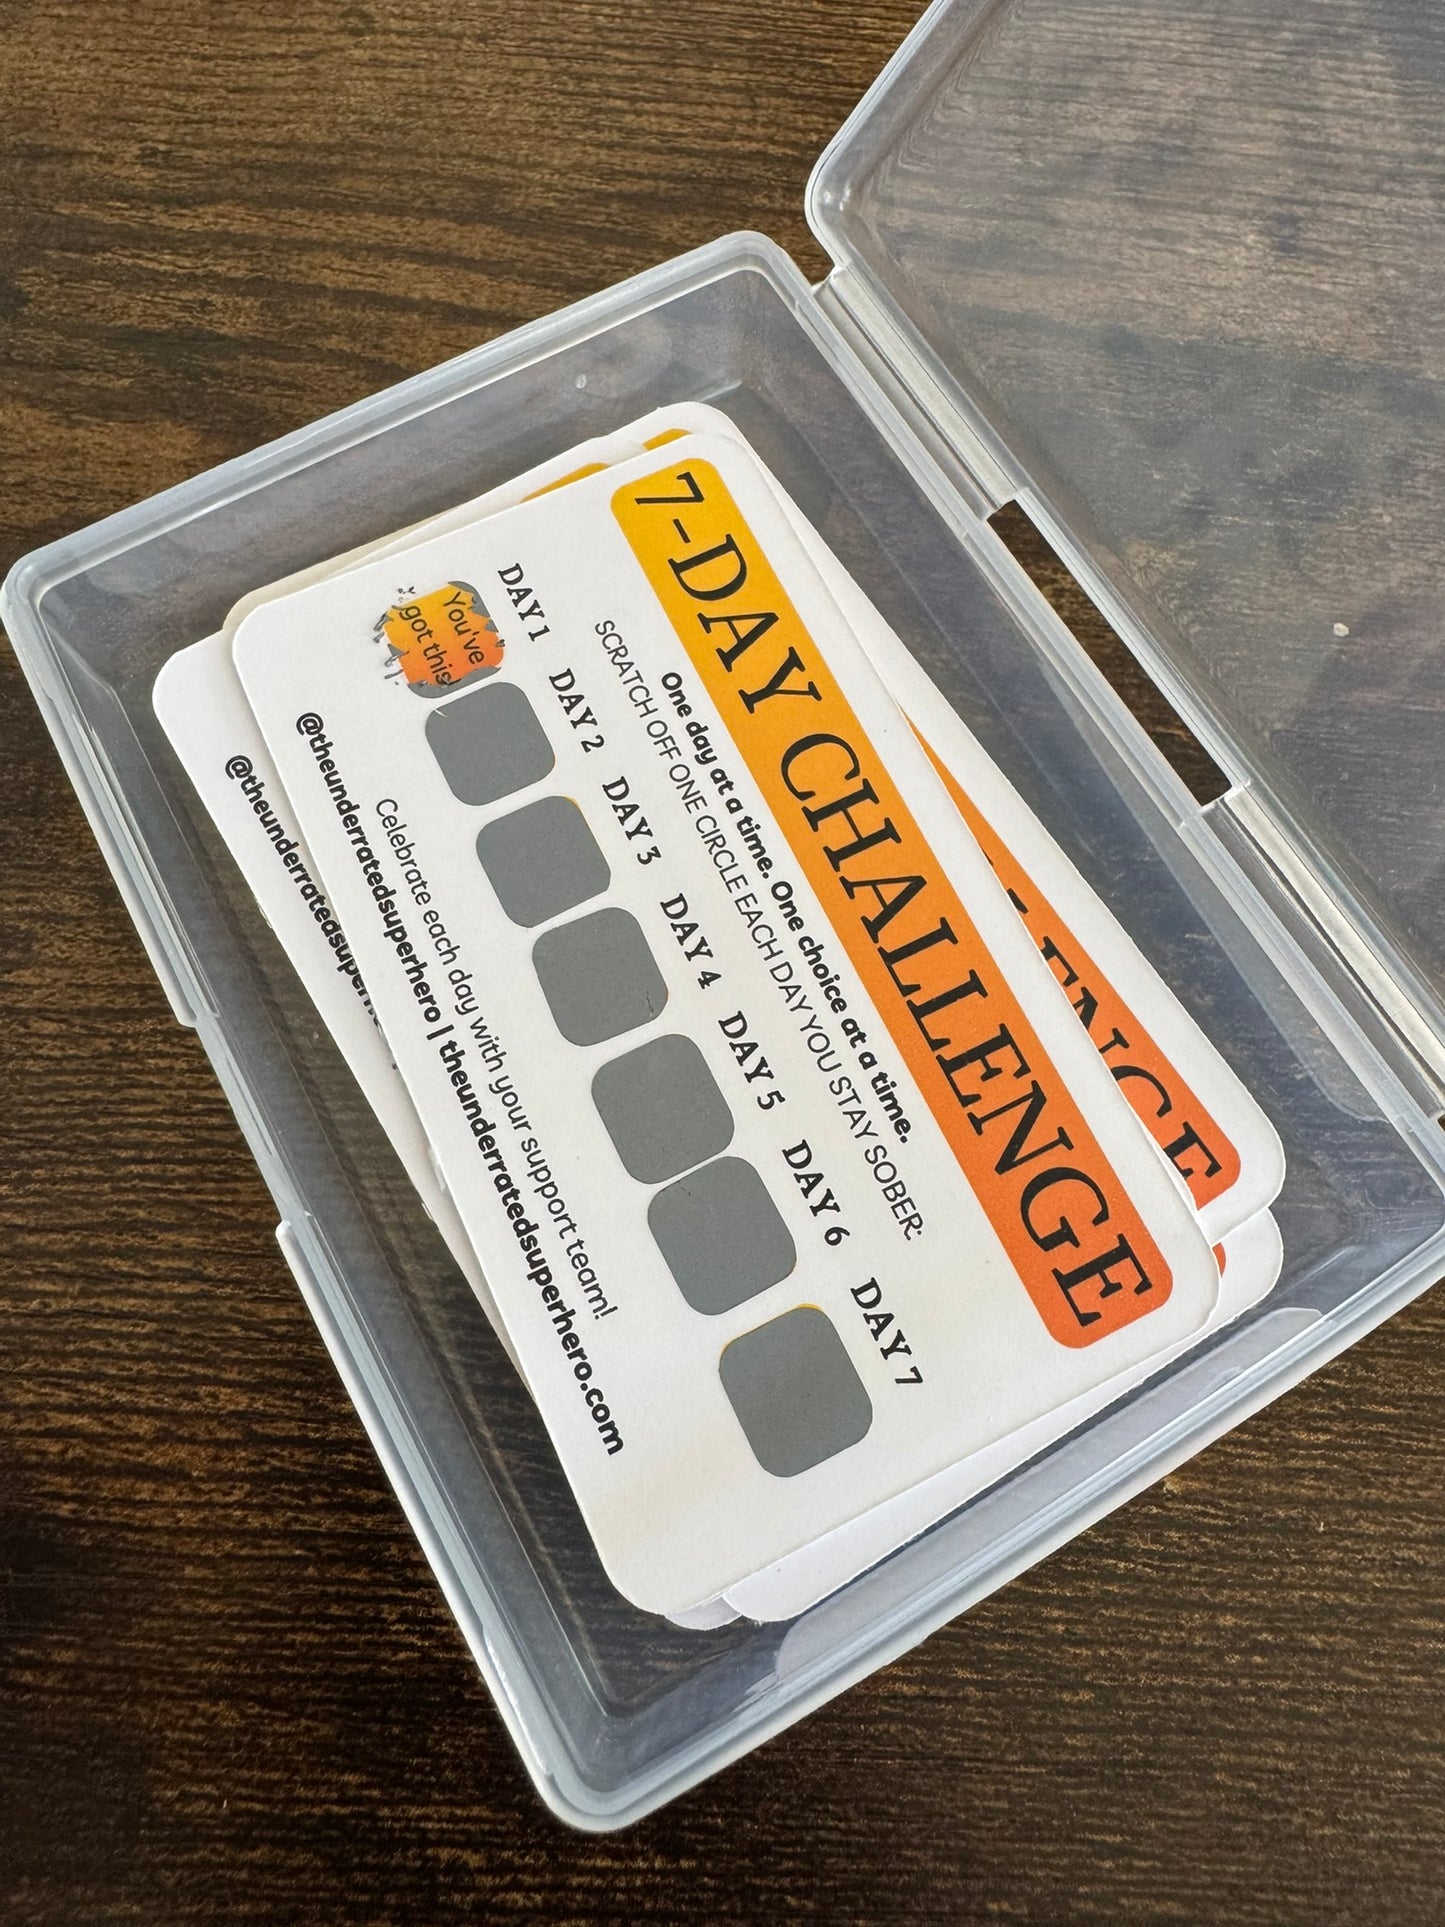 7-DAY CHALLENGE
One day at a time. One choice at a time.
SCRATCH OFF ONE CIRCLE EACH DAY YOU STAY SOBER:
DAY 1 DAY 2 DAY 3 DAY 4 DAY 5 DAY 6 DAY 7
You've
got this!
Celebrate each day with your support team!
@theunderratedsuperhero | theunderratedsuperhero.com
ENGE
@theunderratedsuperh